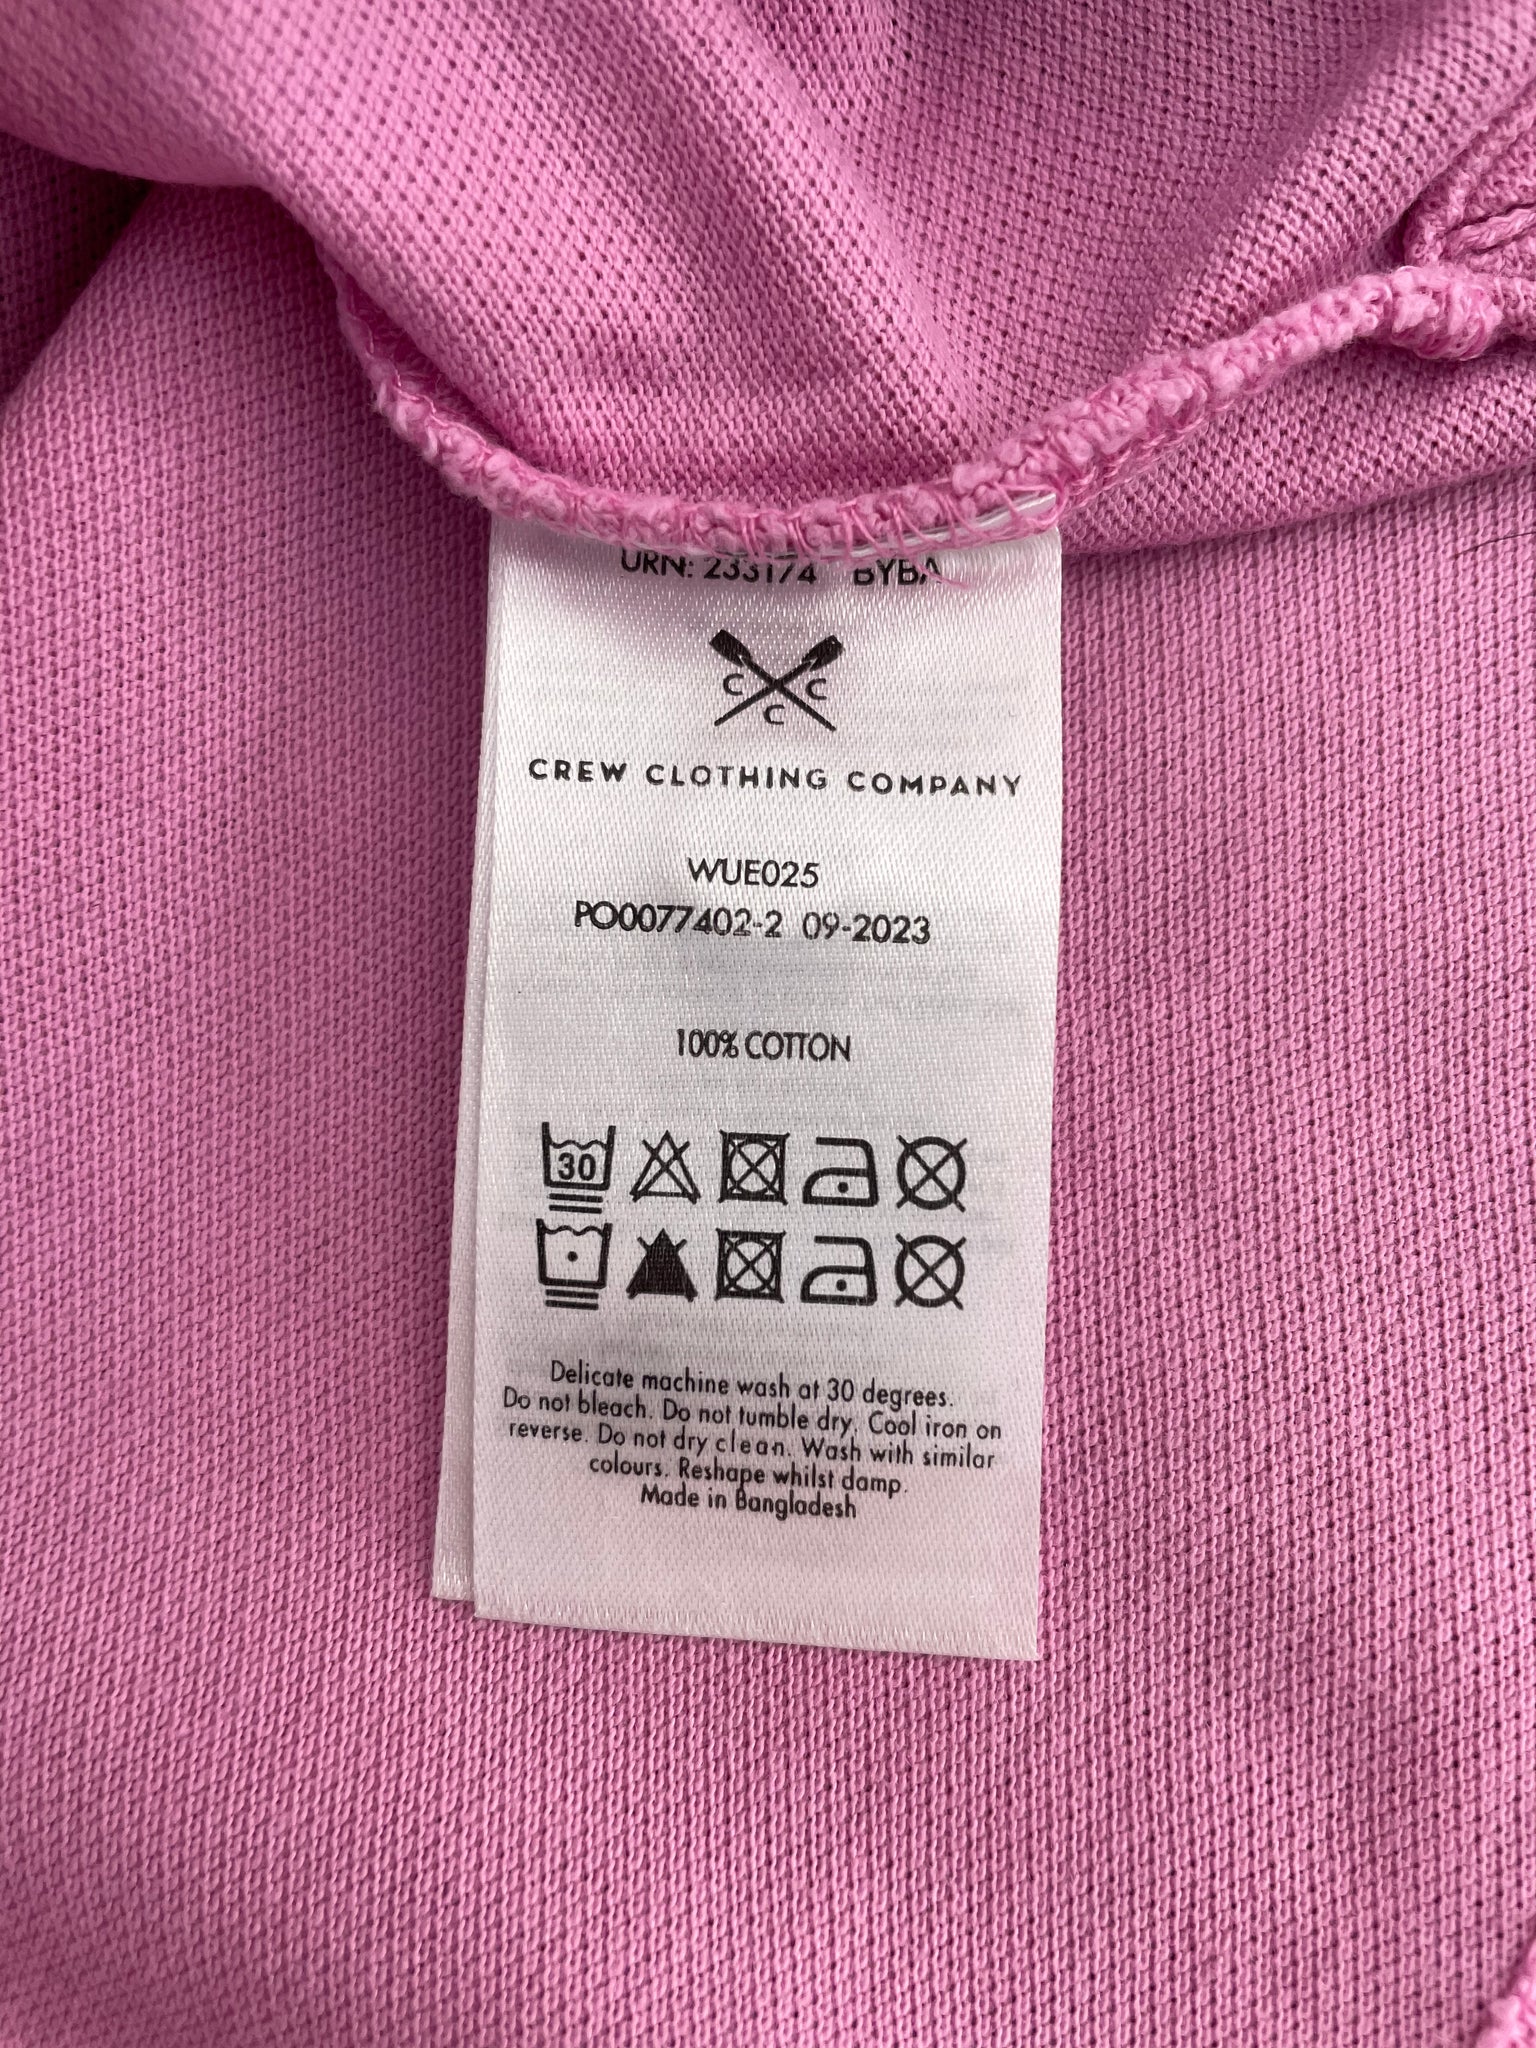 URN: 233174 BYBA
C C
C
CREW CLOTHING COMPANY
WUE025
PO0077402-2 09-2023
100% COTTON
30
Delicate machine wash at 30 degrees.
Do not bleach. Do not tumble dry. Cool iron on
reverse. Do not dry clean. Wash with similar
colours. Reshape whilst damp.
Made in Bangladesh